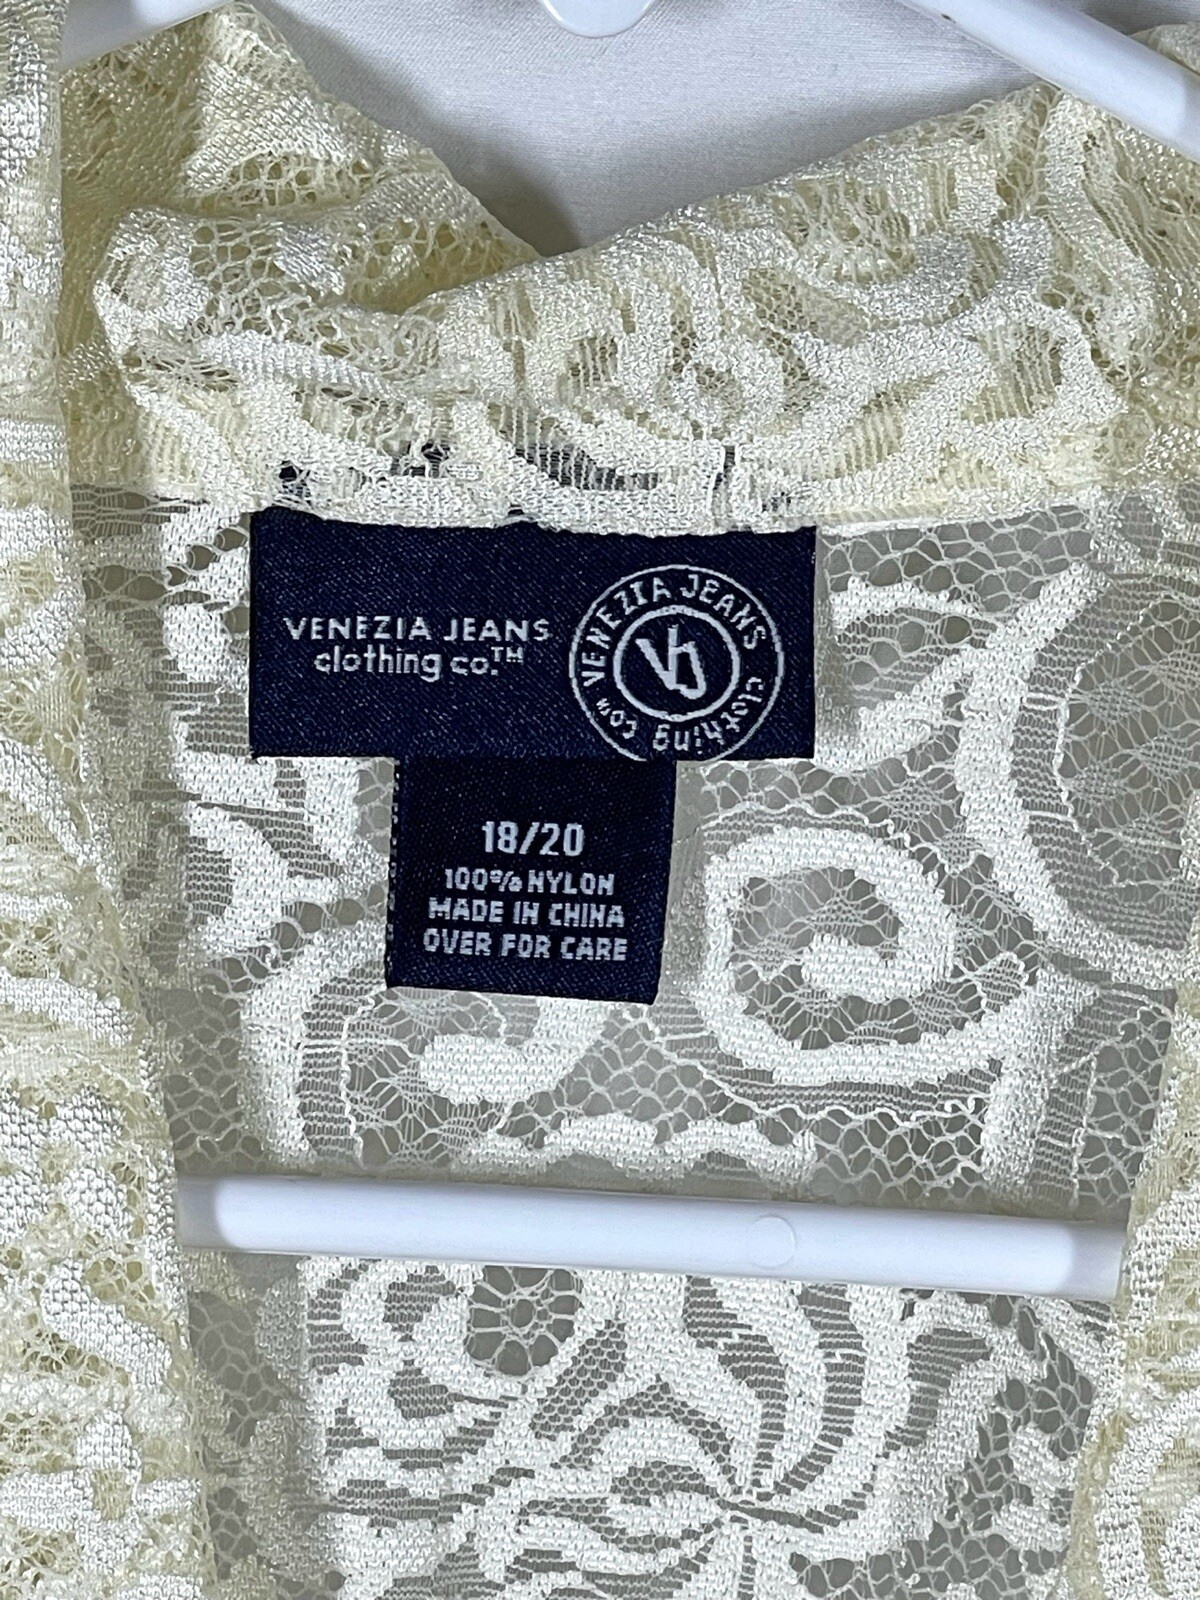 VENEZIA JEANS
clothing co.™
VENEZIA JEANS clothing co™
VJ
18/20
100% NYLON
MADE IN CHINA
OVER FOR CARE